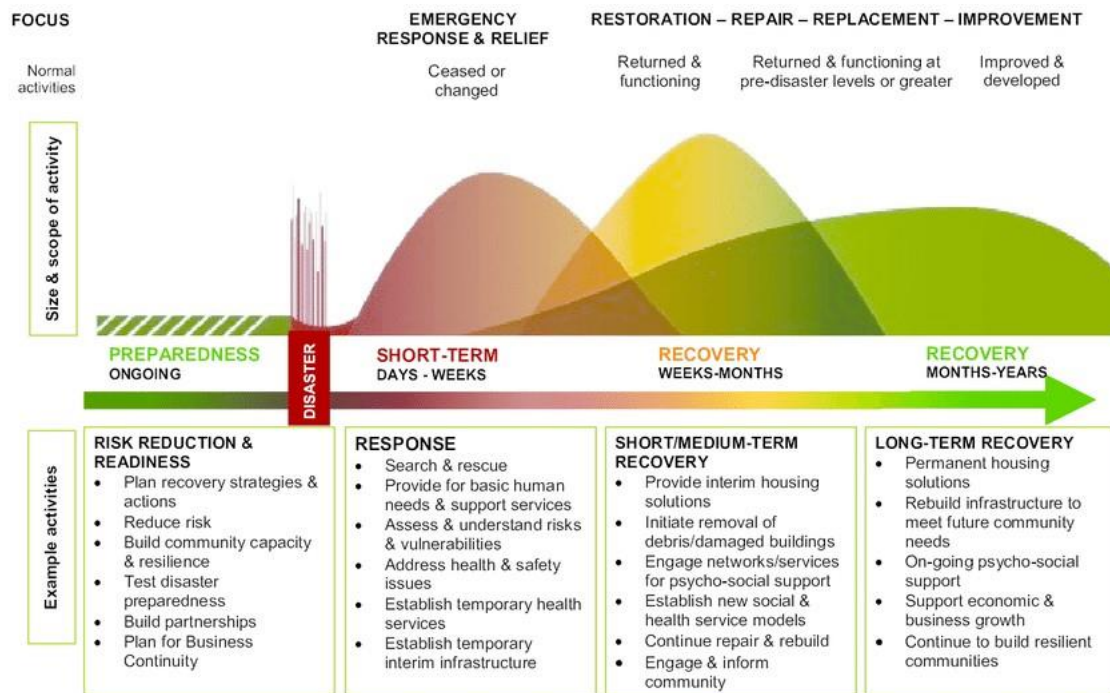 FOCUS
Normal
activities
EMERGENCY
RESPONSE & RELIEF
Ceased or
changed
RESTORATION – REPAIR – REPLACEMENT – IMPROVEMENT
Returned &
functioning
Returned & functioning at
pre-disaster levels or greater
Improved &
developed
Size & scope of activity
PREPAREDNESS
ONGOING
DISASTER
SHORT-TERM
DAYS - WEEKS
RECOVERY
WEEKS-MONTHS
RECOVERY
MONTHS-YEARS
Example activities
RISK REDUCTION &
READINESS
• Plan recovery strategies &
actions
• Reduce risk
• Build community capacity
& resilience
• Test disaster
preparedness
• Build partnerships
• Plan for Business
Continuity
RESPONSE
• Search & rescue
• Provide for basic human
needs & support services
• Assess & understand risks
& vulnerabilities
• Address health & safety
issues
• Establish temporary health
services
• Establish temporary
interim infrastructure
SHORT/MEDIUM-TERM
RECOVERY
• Provide interim housing
solutions
• Initiate removal of
debris/damaged buildings
• Engage networks/services
for psycho-social support
• Establish new social &
health service models
• Continue repair & rebuild
• Engage & inform
community
LONG-TERM RECOVERY
• Permanent housing
solutions
• Rebuild infrastructure to
meet future community
needs
• On-going psycho-social
support
• Support economic &
business growth
• Continue to build resilient
communities